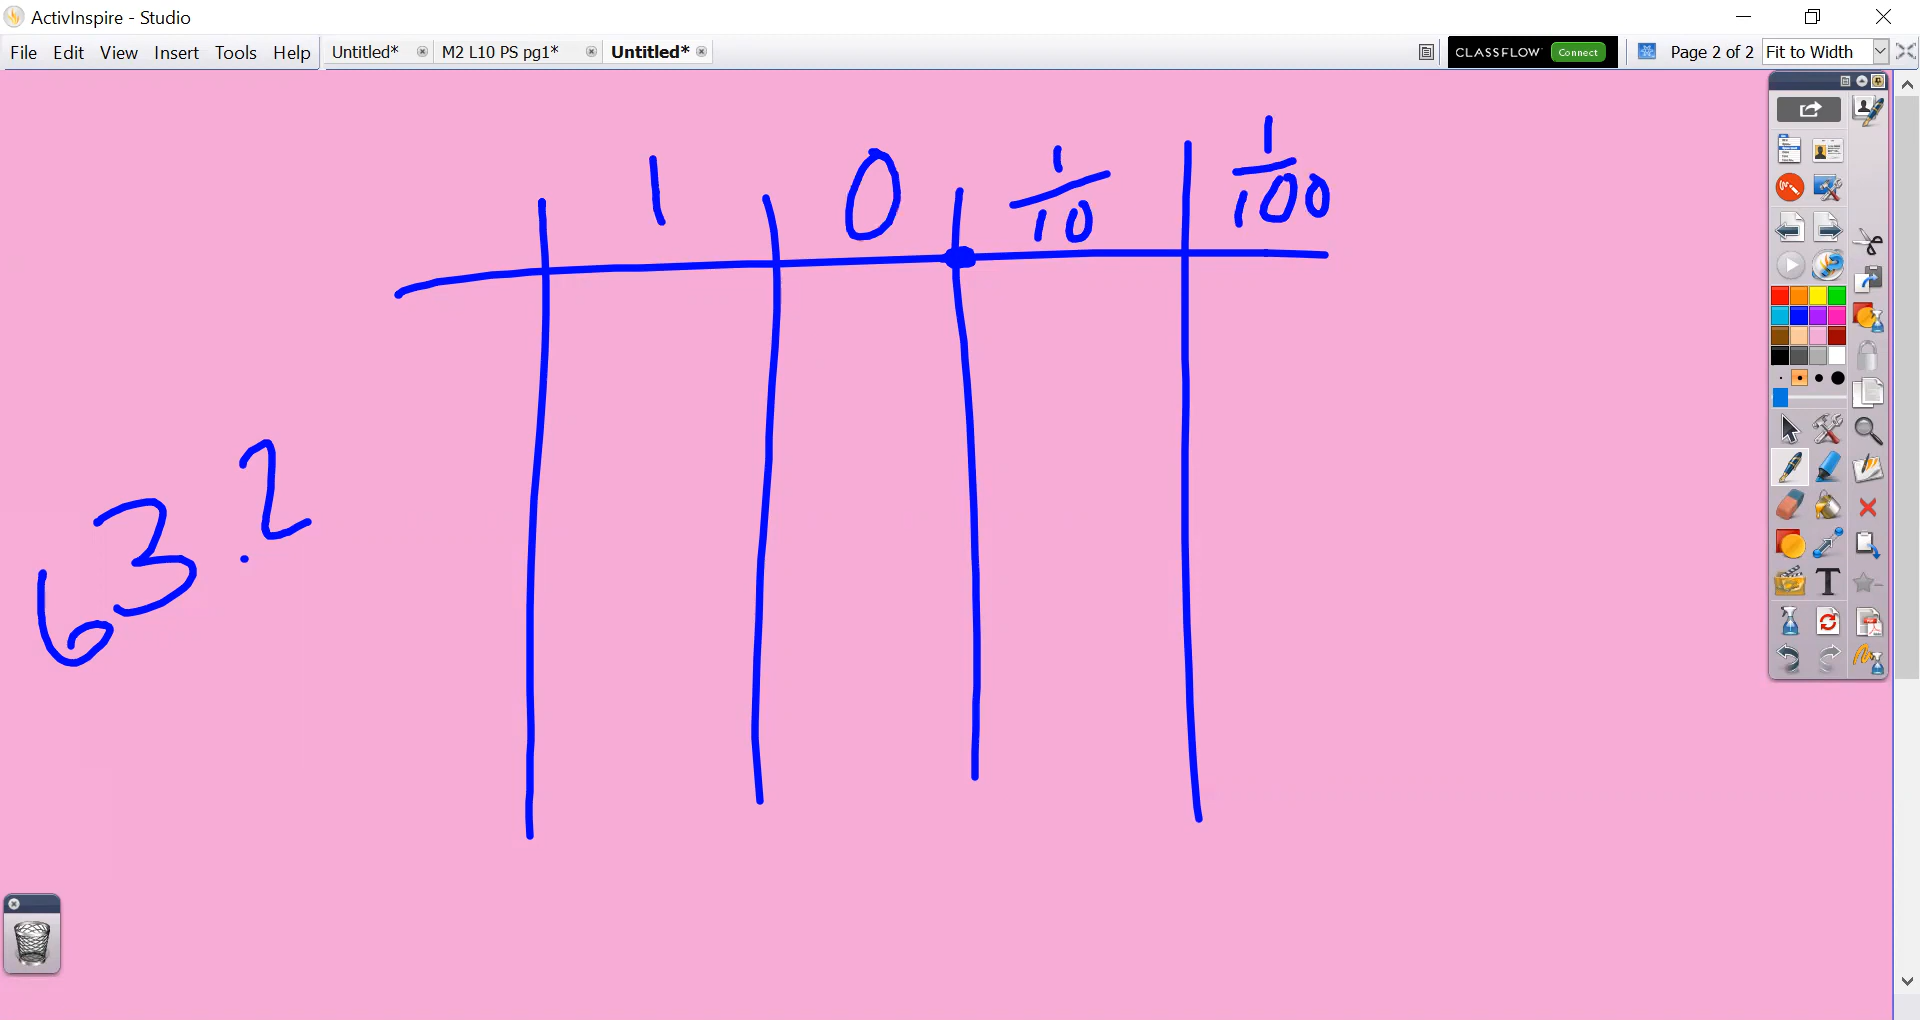 ActivInspire - Studio
File Edit View Insert Tools Help
Untitled* M2 L10 PS pg1* Untitled*
CLASSFLOW Connect
Page 2 of 2 Fit to Width
1 0 1/10 1/100
63.2
T